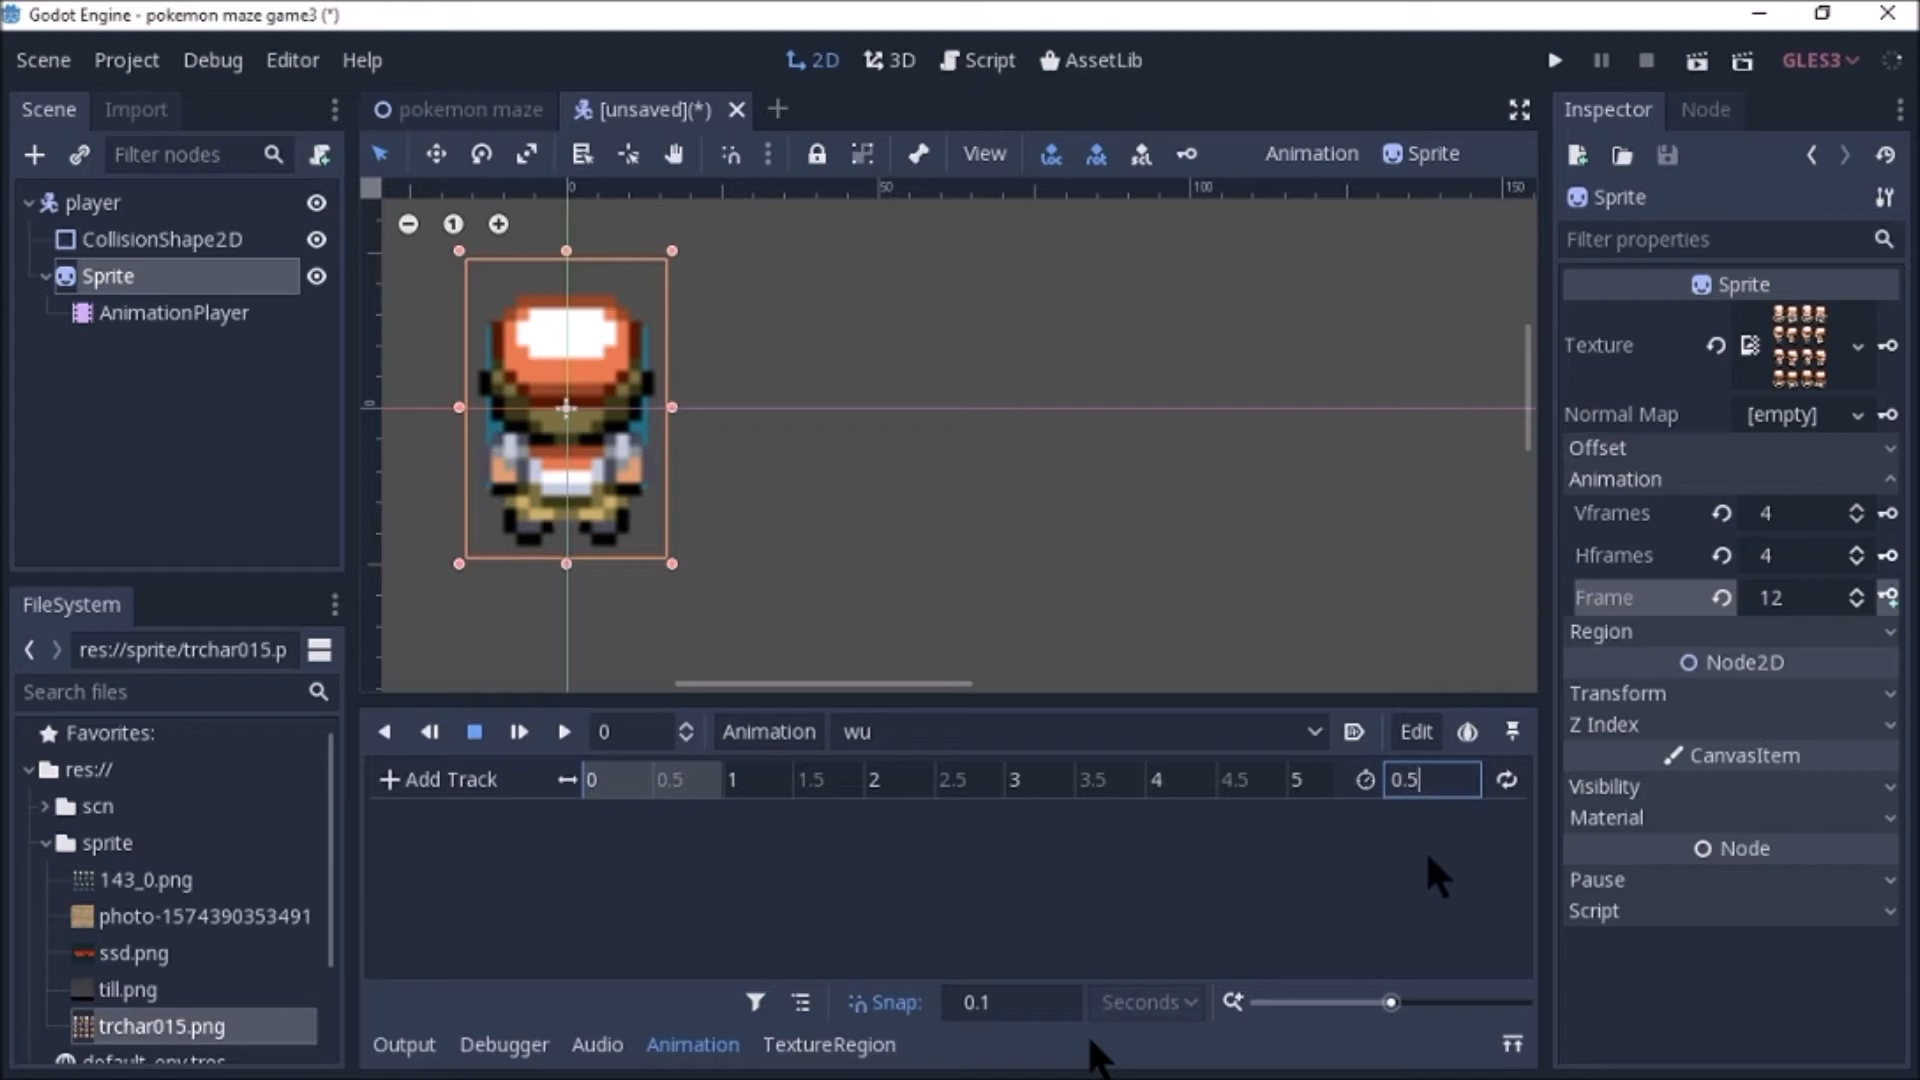 Godot Engine - pokemon maze game3 (*)
Scene Project Debug Editor Help
2D 3D Script AssetLib
GLES3
Scene Import
Filter nodes
player
CollisionShape2D
Sprite
AnimationPlayer
FileSystem
res://sprite/trchar015.p
Search files
Favorites:
res://
scn
sprite
143_0.png
photo-1574390353491
ssd.png
till.png
trchar015.png
default_env.tres
pokemon maze [unsaved](*)
View Animation Sprite
0 50 100 150
0
1
0 Animation wu Edit
Add Track 0 0.5 1 1.5 2 2.5 3 3.5 4 4.5 5 0.5
Snap: 0.1 Seconds
Output Debugger Audio Animation TextureRegion
Inspector Node
Sprite
Filter properties
Sprite
Texture
Normal Map [empty]
Offset
Animation
Vframes 4
Hframes 4
Frame 12
Region
Node2D
Transform
Z Index
CanvasItem
Visibility
Material
Node
Pause
Script